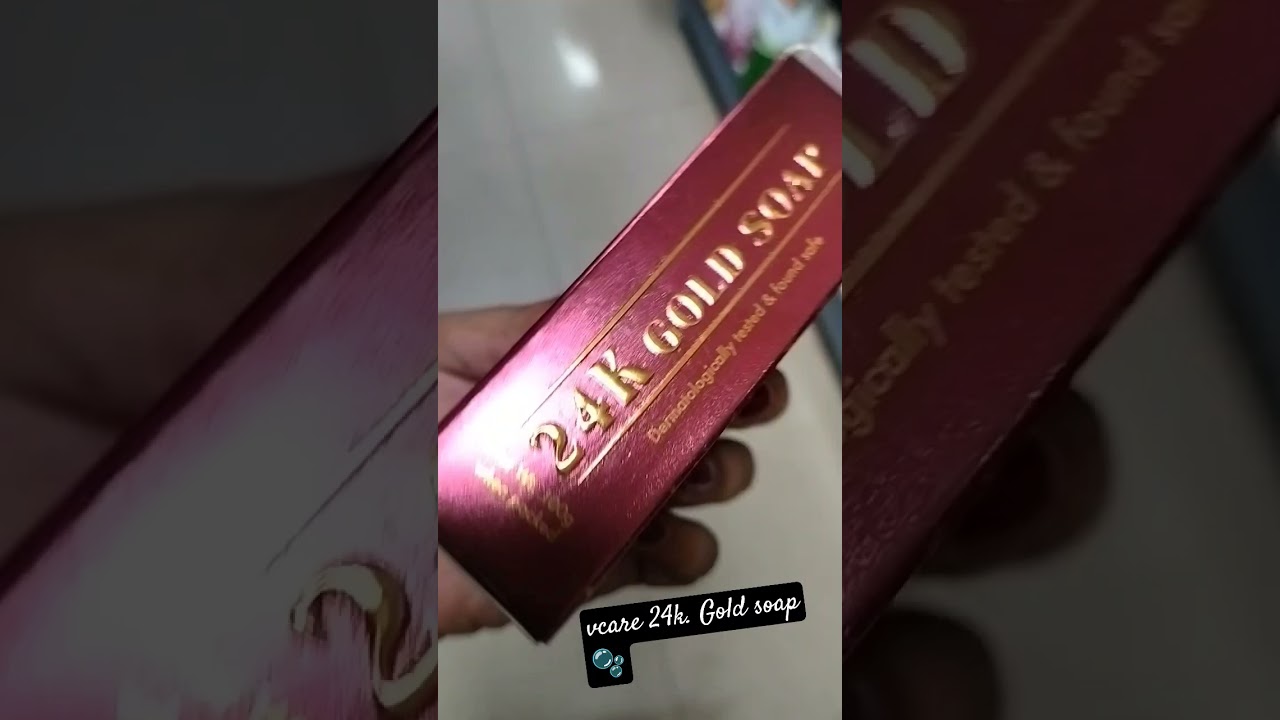 24K GOLD SOAP
Dermatologically tested & found safe
vcare 24k. Gold soap